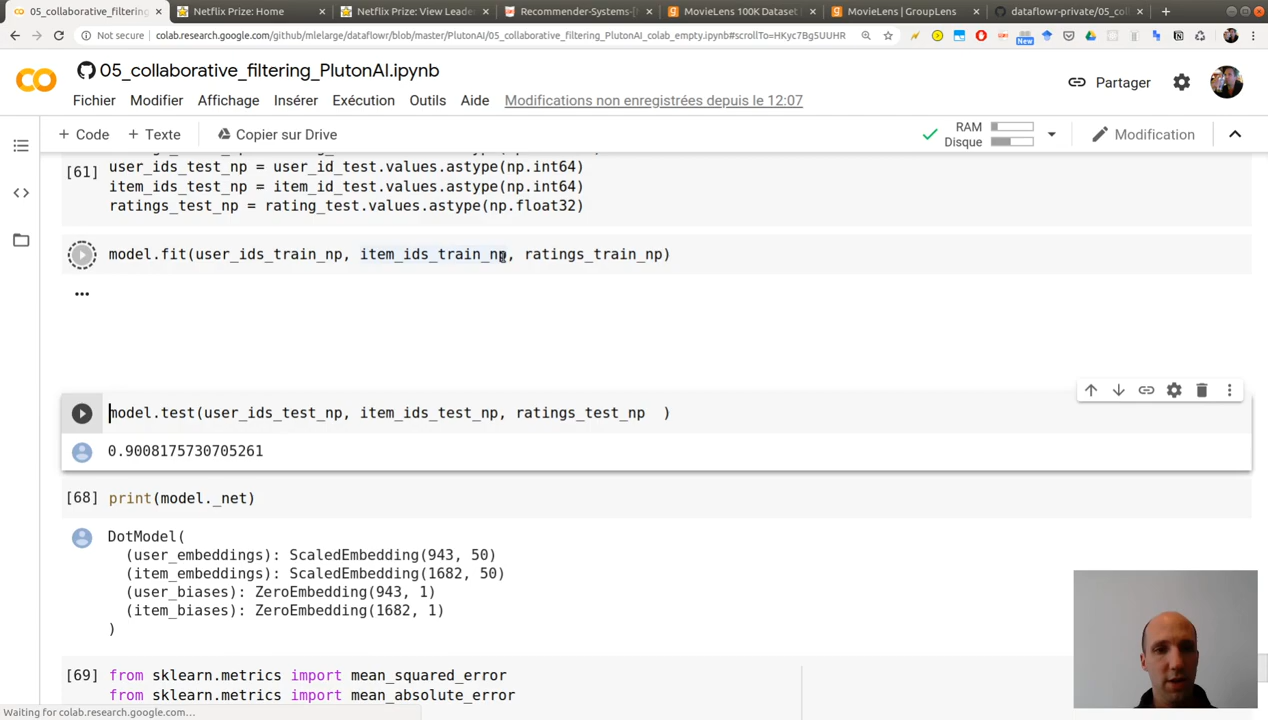 05_collaborative_filtering
Netflix Prize: Home
Netflix Prize: View Leade
Recommender-Systems-[
MovieLens 100K Dataset
MovieLens | GroupLens
dataflowr-private/05_col
Not secure
colab.research.google.com/github/mlelarge/dataflowr/blob/master/PlutonAI/05_collaborative_filtering_PlutonAI_colab_empty.ipynb#scrollTo=HKyc7Bg5UUHR
New
05_collaborative_filtering_PlutonAI.ipynb
Partager
Fichier Modifier Affichage Insérer Exécution Outils Aide Modifications non enregistrées depuis le 12:07
+ Code + Texte Copier sur Drive
RAM
Disque
Modification
[61]
user_ids_test_np = user_id_test.values.astype(np.int64)
item_ids_test_np = item_id_test.values.astype(np.int64)
ratings_test_np = rating_test.values.astype(np.float32)
model.fit(user_ids_train_np, item_ids_train_np, ratings_train_np)
...
model.test(user_ids_test_np, item_ids_test_np, ratings_test_np )
0.9008175730705261
[68] print(model._net)
DotModel(
(user_embeddings): ScaledEmbedding(943, 50)
(item_embeddings): ScaledEmbedding(1682, 50)
(user_biases): ZeroEmbedding(943, 1)
(item_biases): ZeroEmbedding(1682, 1)
)
[69] from sklearn.metrics import mean_squared_error
from sklearn.metrics import mean_absolute_error
Waiting for colab.research.google.com...